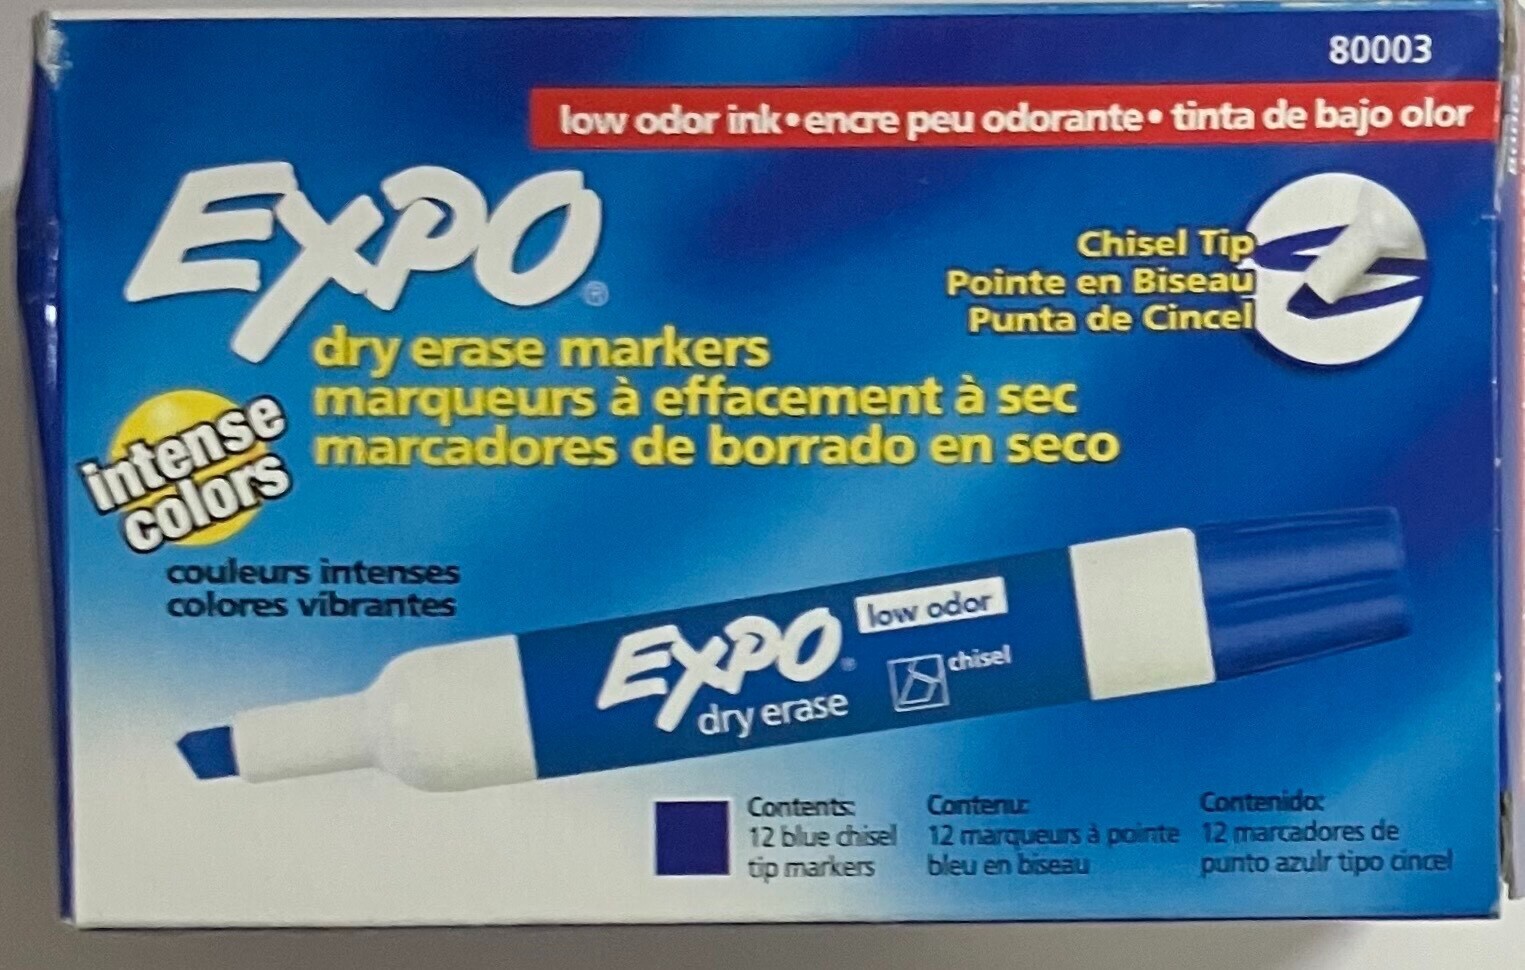 80003
low odor ink • encre peu odorante • tinta de bajo olor
EXPO®
Chisel Tip
Pointe en Biseau
Punta de Cincel
dry erase markers
marqueurs à effacement à sec
marcadores de borrado en seco
intense
colors
couleurs intenses
colores vibrantes
EXPO®
low odor
chisel
dry erase
Contents:
12 blue chisel
tip markers
Contenu:
12 marqueurs à pointe
bleu en biseau
Contenido:
12 marcadores de
punto azulr tipo cincel